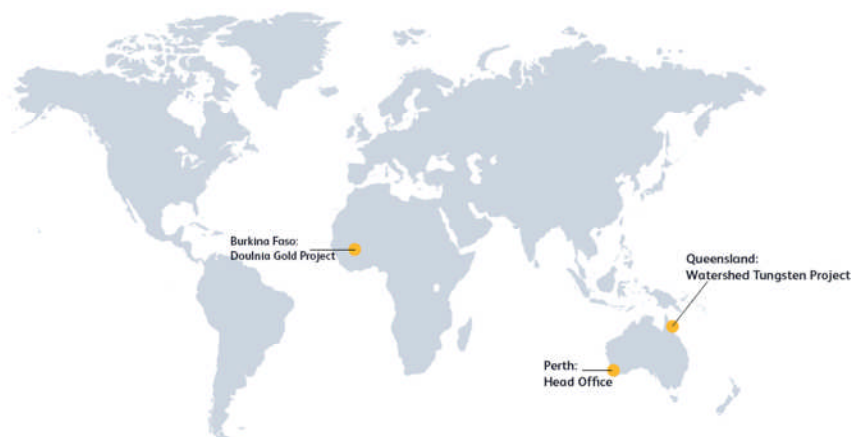 Burkina Faso:
Doulnia Gold Project
Queensland:
Watershed Tungsten Project
Perth:
Head Office